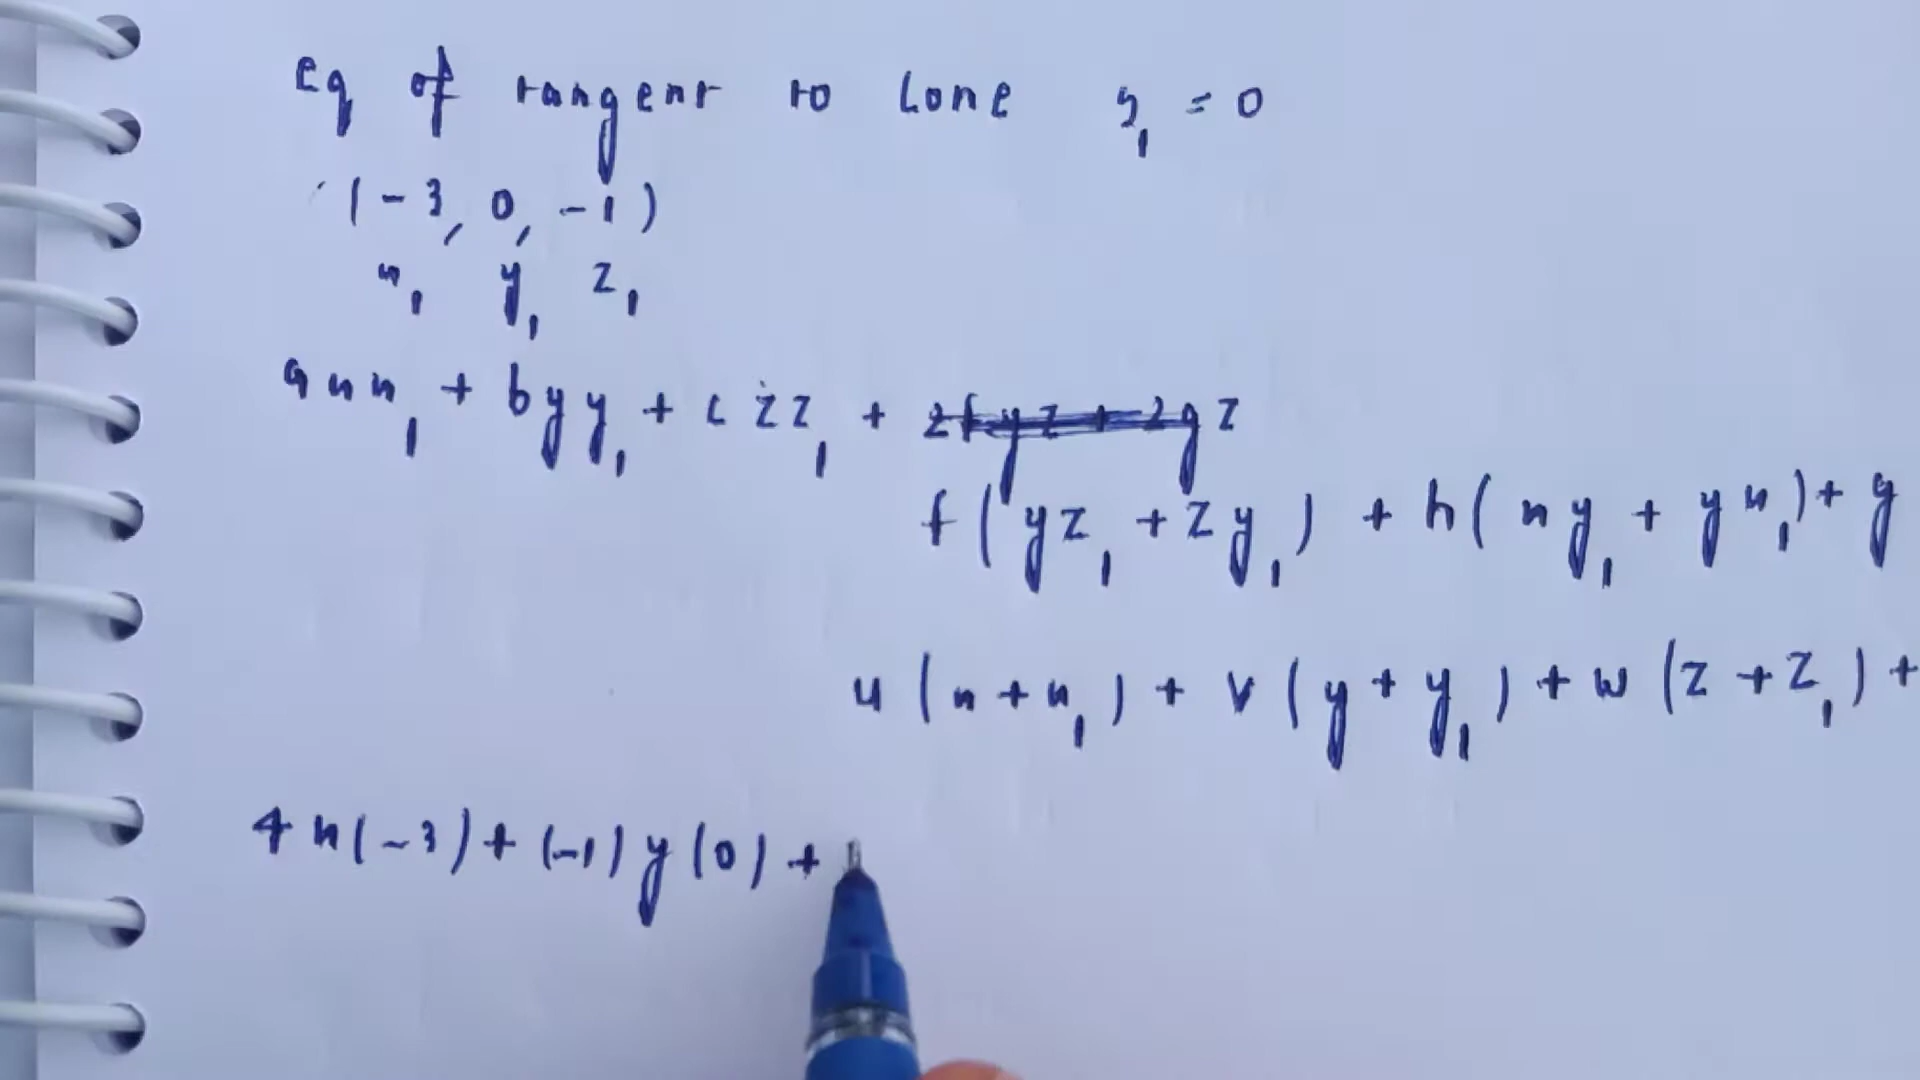 Eq of tangent to Cone S₁ = 0
(-3, 0, -1)
x₁ y₁ z₁
axx₁ + byy₁ + czz₁ + 2fyz + 2gz
f(yz₁ + zy₁) + h(xy₁ + yx₁) + g
u(x + x₁) + v(y + y₁) + w(z + z₁) +
4x(-3) + (-1)y(0) +